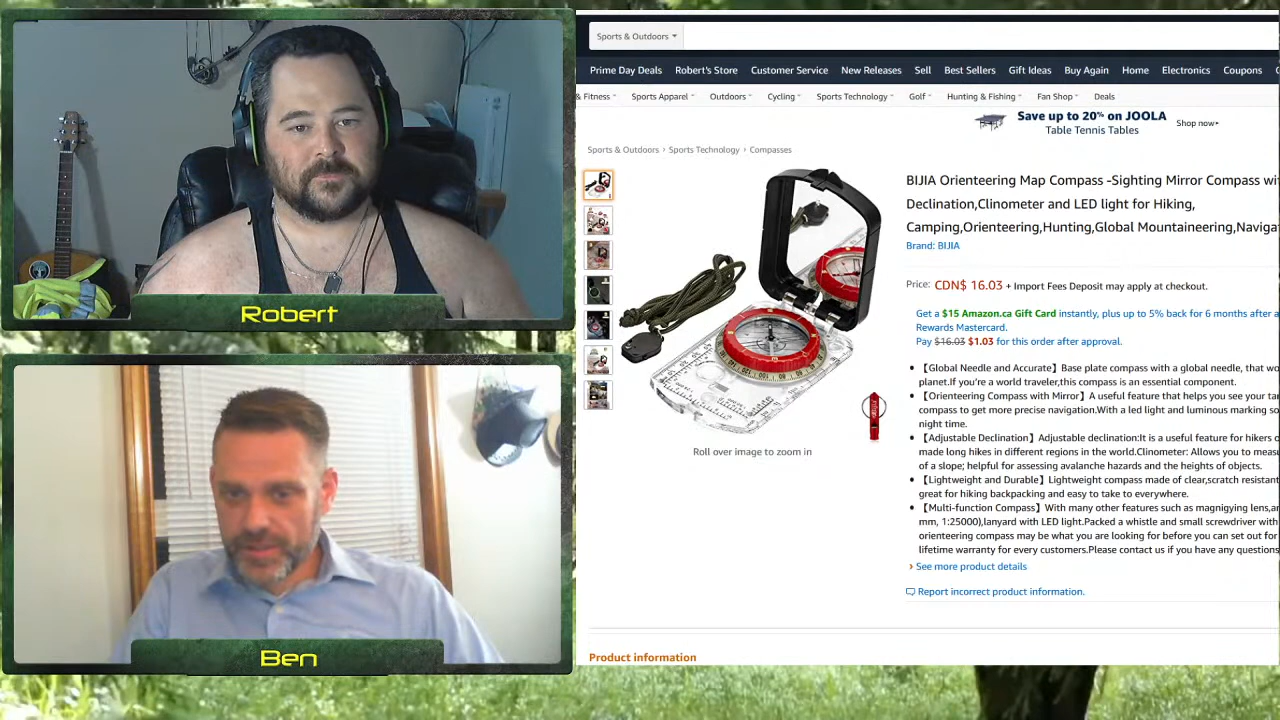 Robert
Ben
Sports & Outdoors
Prime Day Deals Robert's Store Customer Service New Releases Sell Best Sellers Gift Ideas Buy Again Home Electronics Coupons
& Fitness Sports Apparel Outdoors Cycling Sports Technology Golf Hunting & Fishing Fan Shop Deals
Save up to 20% on JOOLA
Table Tennis Tables
Shop now
Sports & Outdoors › Sports Technology › Compasses
BIJIA Orienteering Map Compass -Sighting Mirror Compass wi
Declination,Clinometer and LED light for Hiking,
Camping,Orienteering,Hunting,Global Mountaineering,Naviga
Brand: BIJIA
Price: CDN$ 16.03 + Import Fees Deposit may apply at checkout.
Get a $15 Amazon.ca Gift Card instantly, plus up to 5% back for 6 months after a
Rewards Mastercard.
Pay $16.03 $1.03 for this order after approval.
【Global Needle and Accurate】Base plate compass with a global needle, that wo
planet.If you're a world traveler,this compass is an essential component.
【Orienteering Compass with Mirror】A useful feature that helps you see your tar
compass to get more precise navigation.With a led light and luminous marking so
night time.
【Adjustable Declination】Adjustable declination:It is a useful feature for hikers o
made long hikes in different regions in the world.Clinometer: Allows you to meas
of a slope; helpful for assessing avalanche hazards and the heights of objects.
【Lightweight and Durable】Lightweight compass made of clear,scratch resistant
great for hiking backpacking and easy to take to everywhere.
【Multi-function Compass】With many other features such as magnigying lens,a
mm, 1:25000),lanyard with LED light.Packed a whistle and small screwdriver with
orienteering compass may be what you are looking for before you can set out for
lifetime warranty for every customers.Please contact us if you have any questions
› See more product details
Report incorrect product information.
Roll over image to zoom in
Product information